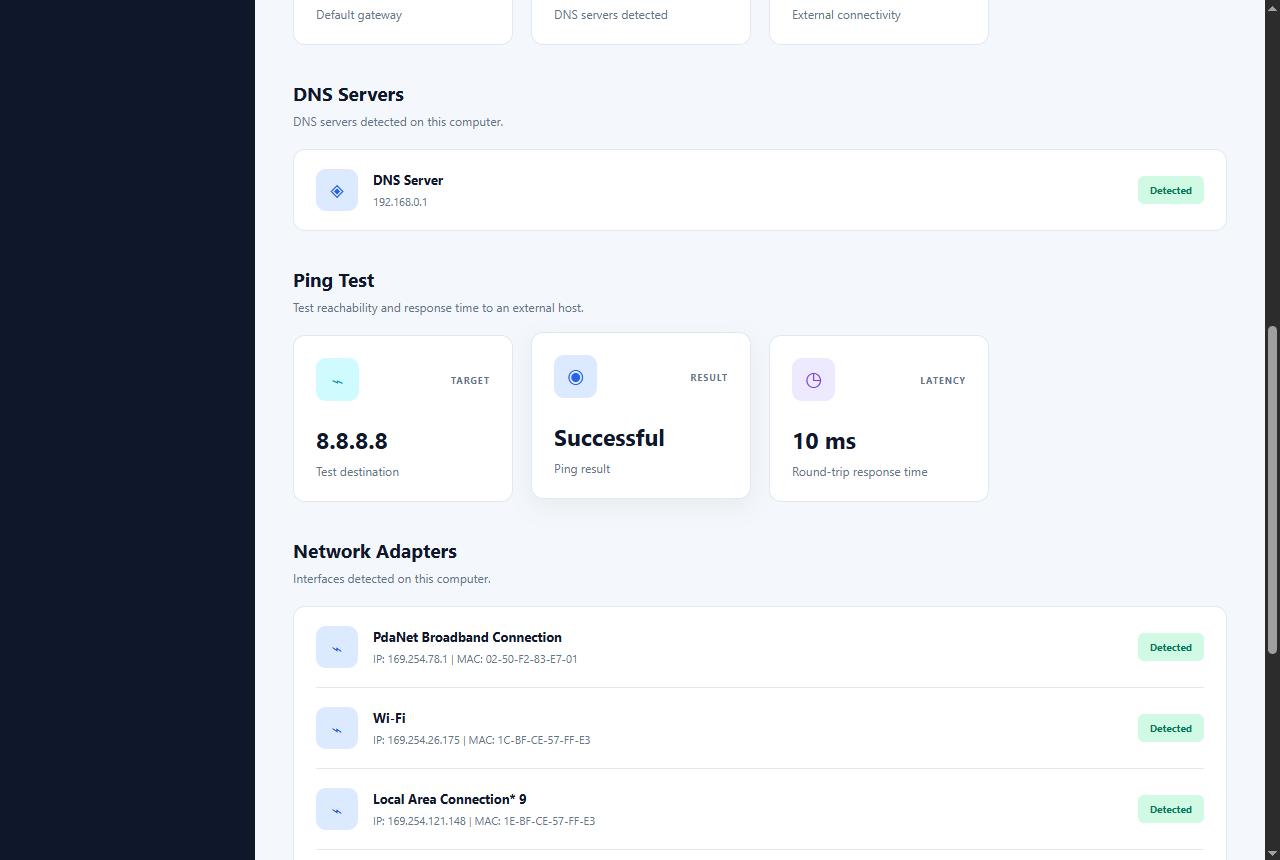 Default gateway
DNS servers detected
External connectivity
DNS Servers
DNS servers detected on this computer.
DNS Server
192.168.0.1
Detected
Ping Test
Test reachability and response time to an external host.
TARGET
8.8.8.8
Test destination
RESULT
Successful
Ping result
LATENCY
10 ms
Round-trip response time
Network Adapters
Interfaces detected on this computer.
PdaNet Broadband Connection
IP: 169.254.78.1 | MAC: 02-50-F2-83-E7-01
Detected
Wi-Fi
IP: 169.254.26.175 | MAC: 1C-BF-CE-57-FF-E3
Detected
Local Area Connection* 9
IP: 169.254.121.148 | MAC: 1E-BF-CE-57-FF-E3
Detected